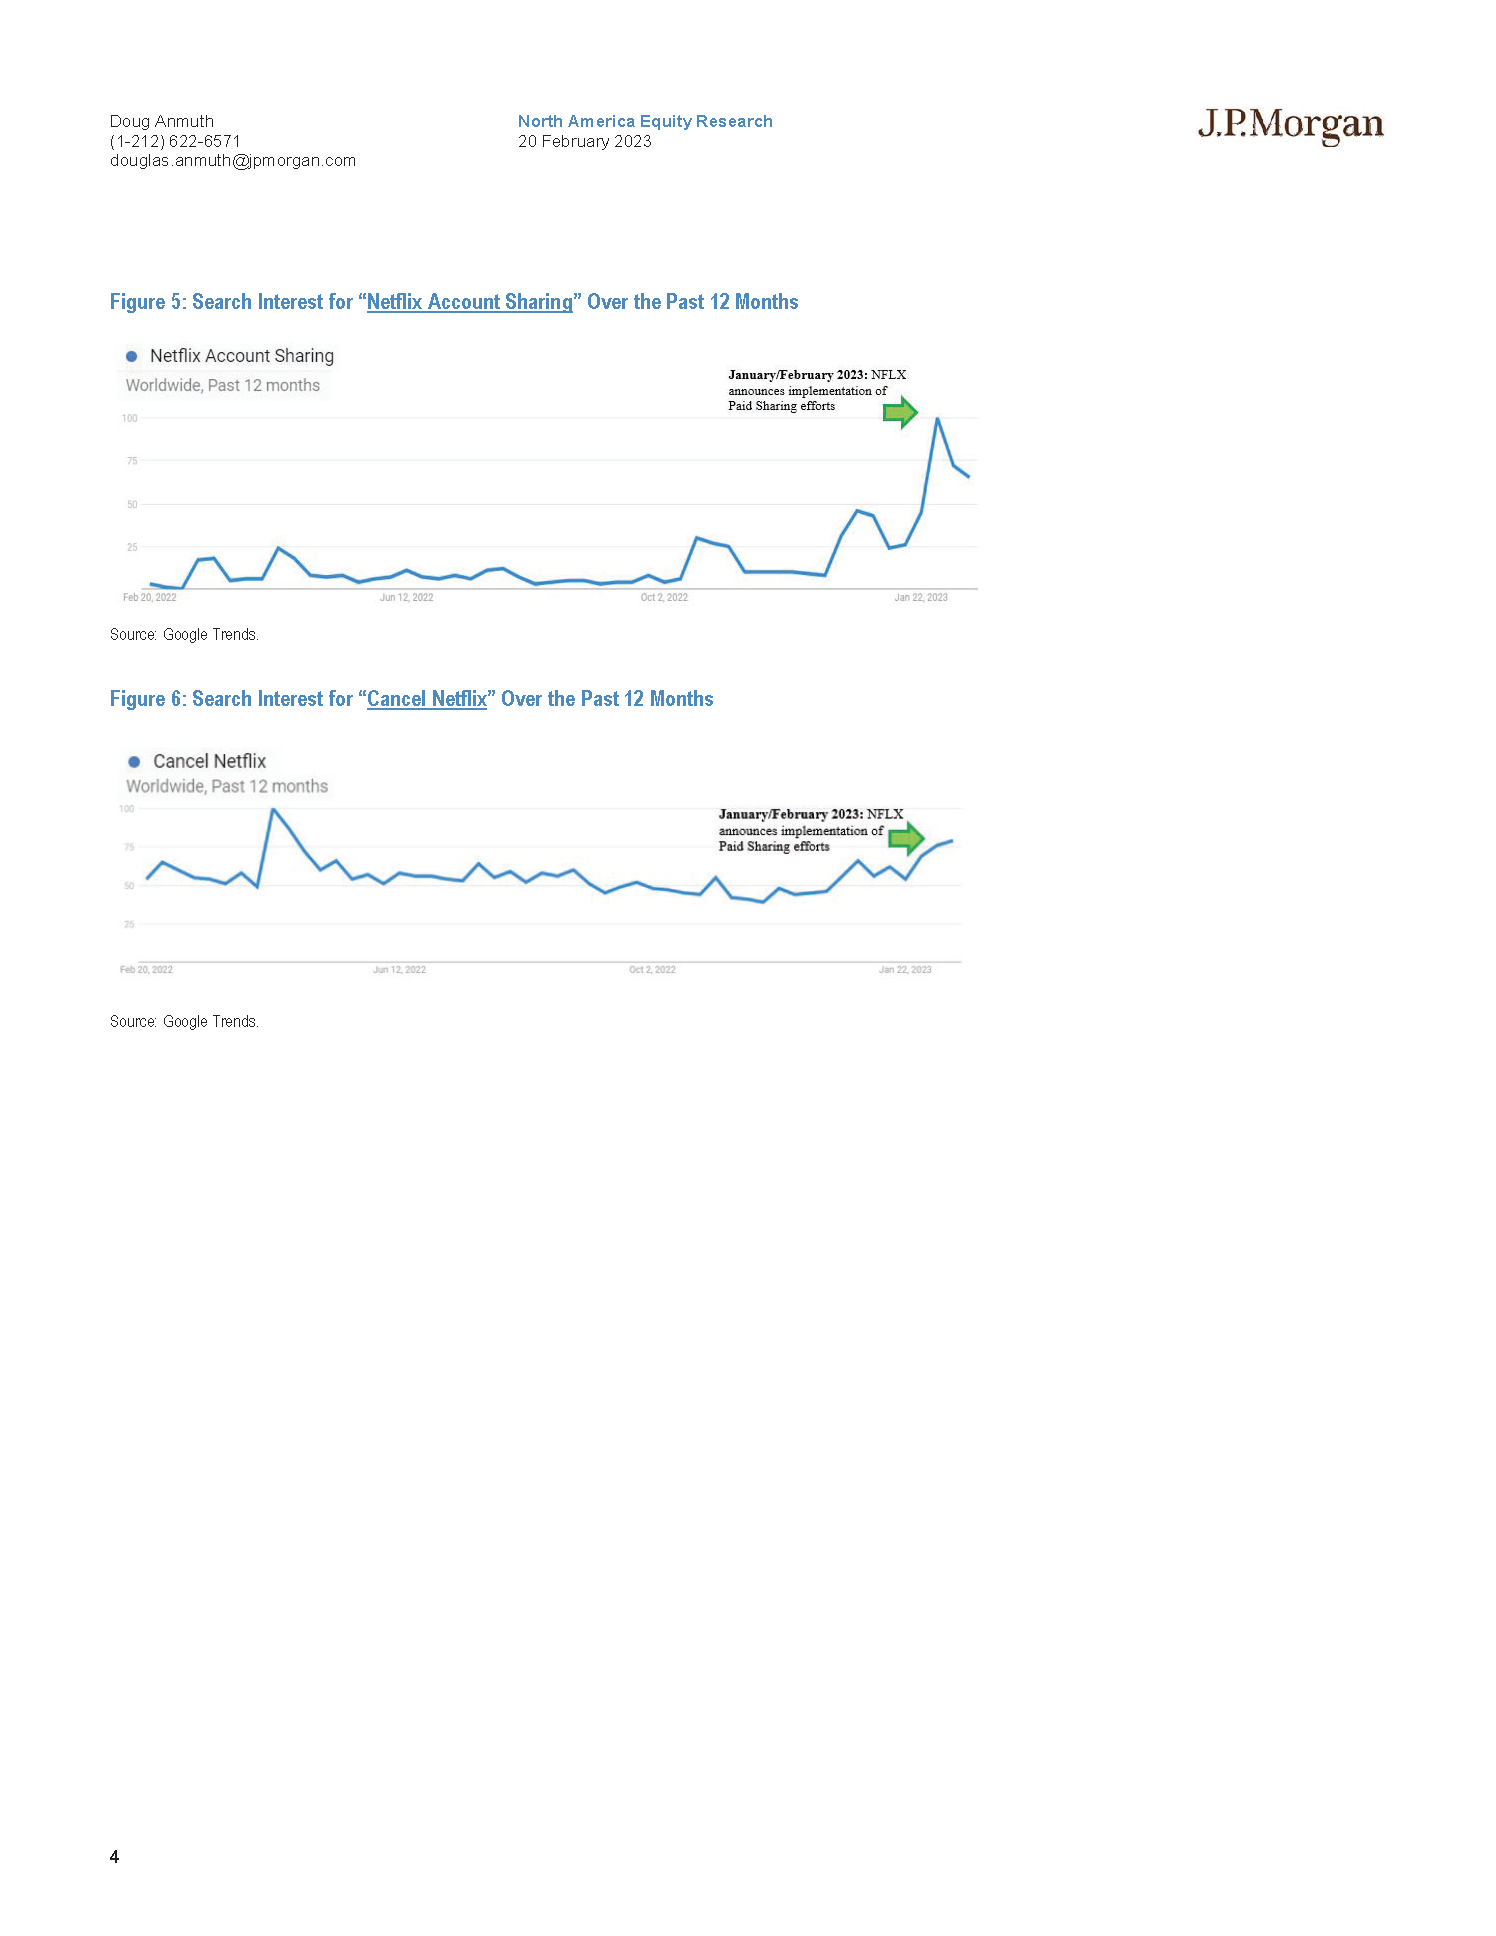 Doug Anmuth
(1-212) 622-6571
douglas.anmuth@jpmorgan.com
North America Equity Research
20 February 2023
J.P.Morgan
Figure 5: Search Interest for “Netflix Account Sharing” Over the Past 12 Months
Netflix Account Sharing
Worldwide, Past 12 months
January/February 2023: NFLX
announces implementation of
Paid Sharing efforts
100
75
50
25
Feb 20, 2022 Jun 12, 2022 Oct 2, 2022 Jan 22, 2023
Source: Google Trends.
Figure 6: Search Interest for “Cancel Netflix” Over the Past 12 Months
Cancel Netflix
Worldwide, Past 12 months
January/February 2023: NFLX
announces implementation of
Paid Sharing efforts
100
75
50
25
Feb 20, 2022 Jun 12, 2022 Oct 2, 2022 Jan 22, 2023
Source: Google Trends.
4